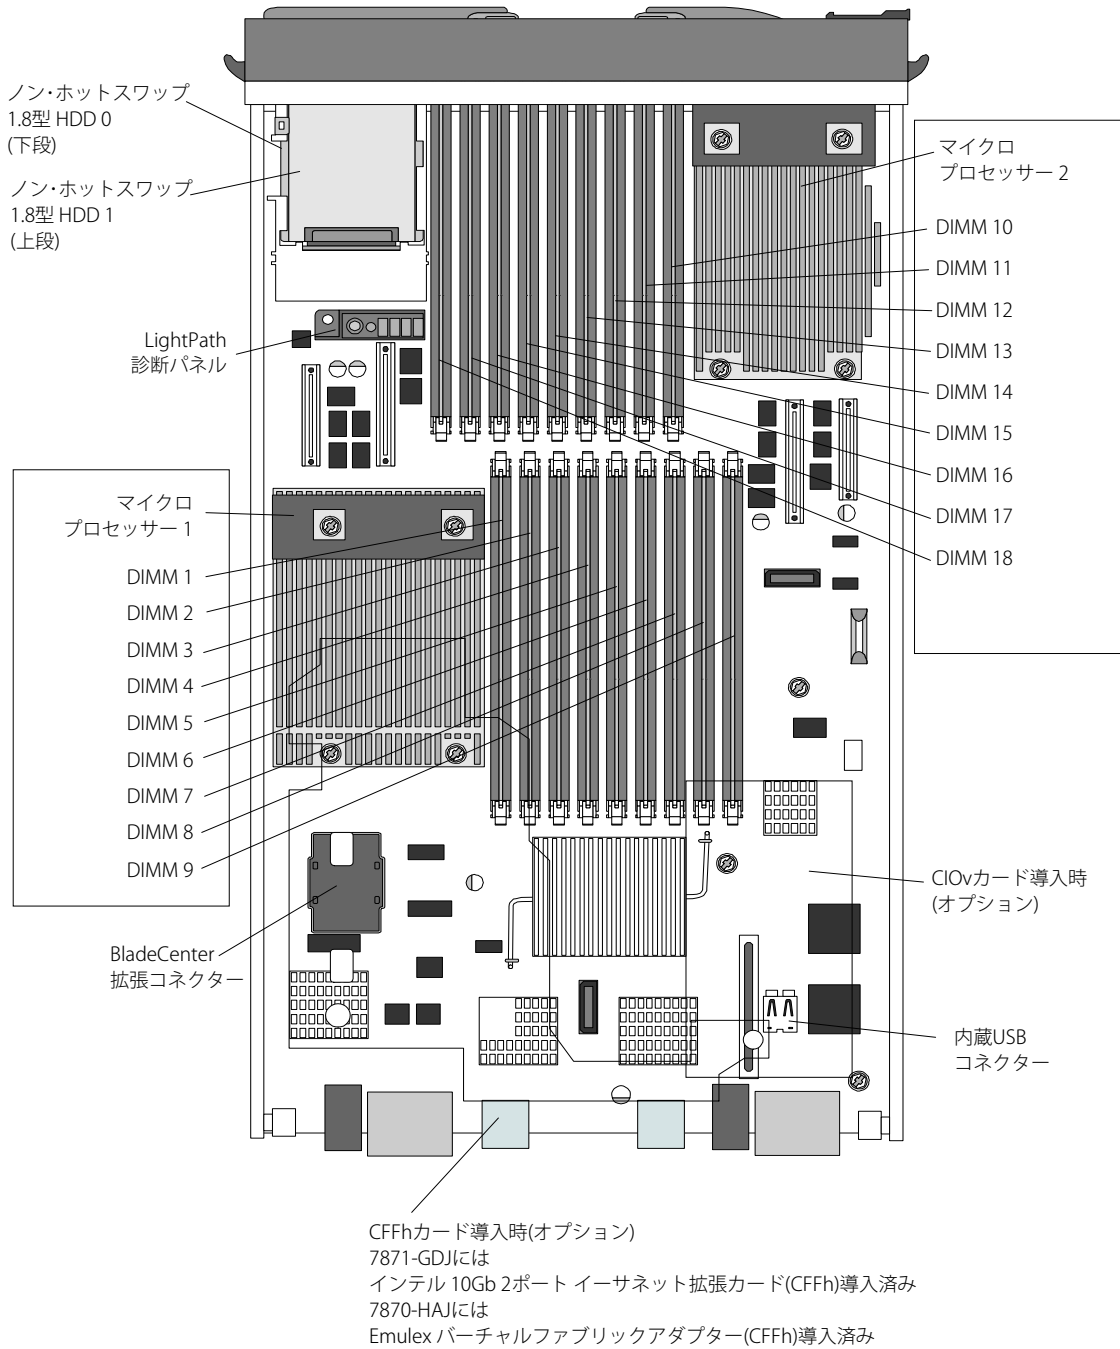 ノン・ホットスワップ
1.8型 HDD 0
(下段)
ノン・ホットスワップ
1.8型 HDD 1
(上段)
LightPath
診断パネル
マイクロ
プロセッサー 2
DIMM 10
DIMM 11
DIMM 12
DIMM 13
DIMM 14
DIMM 15
DIMM 16
DIMM 17
DIMM 18
マイクロ
プロセッサー 1
DIMM 1
DIMM 2
DIMM 3
DIMM 4
DIMM 5
DIMM 6
DIMM 7
DIMM 8
DIMM 9
BladeCenter
拡張コネクター
CIOvカード導入時
(オプション)
内蔵USB
コネクター
CFFhカード導入時(オプション)
7871-GDJには
インテル 10Gb 2ポート イーサネット拡張カード(CFFh)導入済み
7870-HAJには
Emulex バーチャルファブリックアダプター(CFFh)導入済み